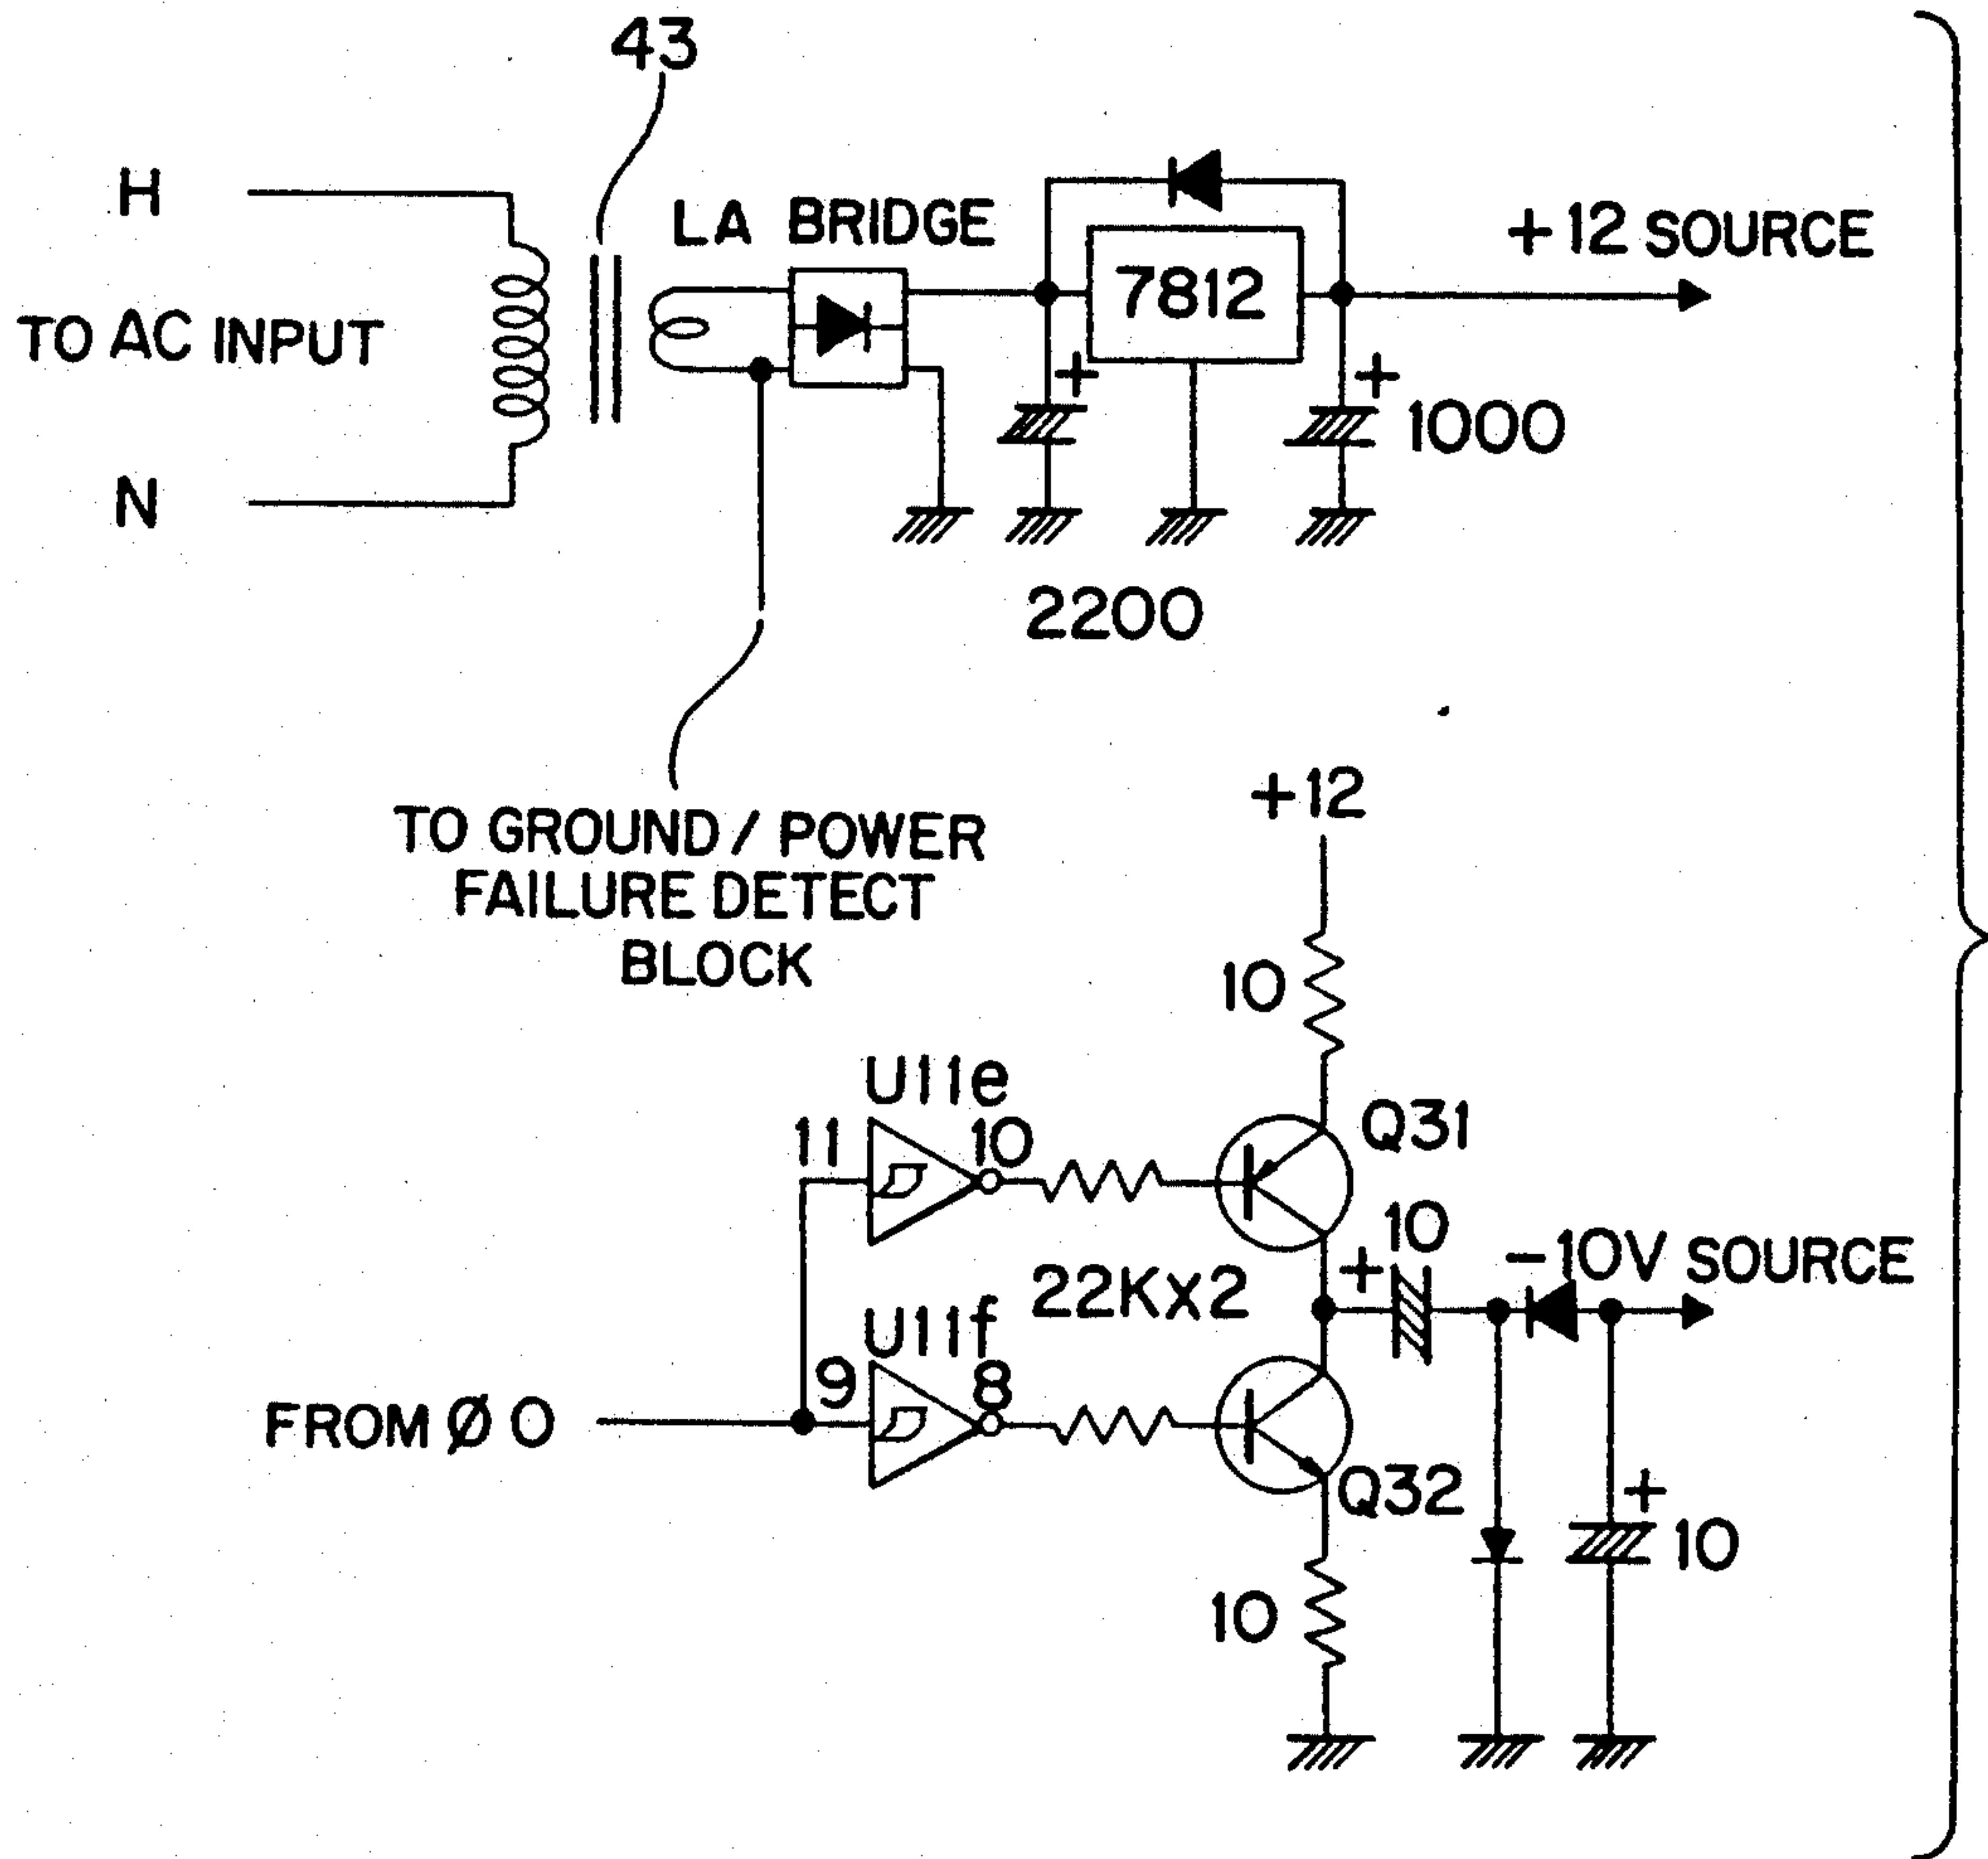 43
H
LA BRIDGE
+12 SOURCE
TO AC INPUT
7812
+
+
1000
N
2200
TO GROUND / POWER
FAILURE DETECT
BLOCK
+12
10
U11e
11
10
Q31
10
+
-10V SOURCE
22Kx2
U11f
9
8
FROM Ø 0
Q32
+
10
10